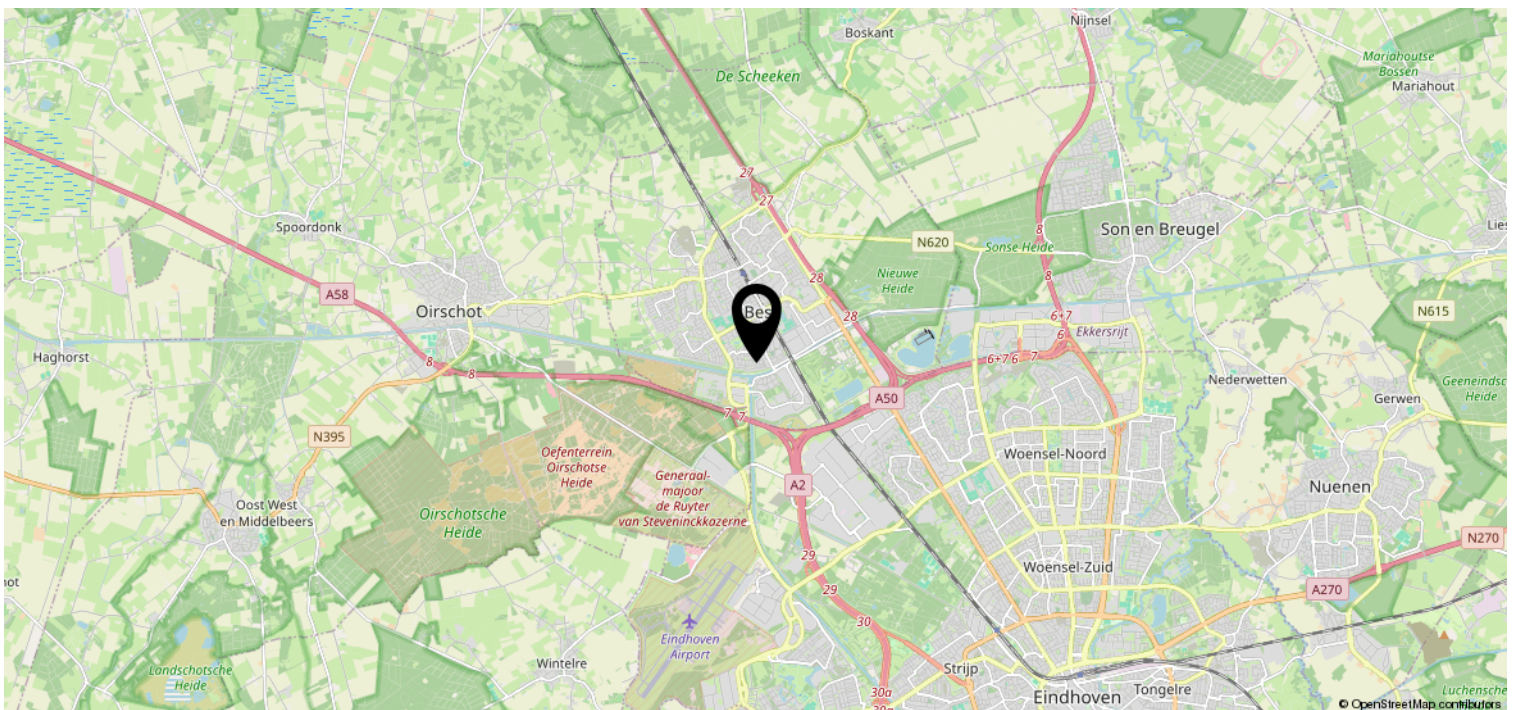 Boskant
Nijnsel
De Scheeken
Mariahoutse
Bossen
Mariahout
27
27
Spoordonk
8
Son en Breugel
Lies
N620
Sonse Heide
Nieuwe
Heide
8
28
A58
Oirschot
Bes
28
6+7
6
Ekkersrijt
N615
Haghorst
8
8
6+7
6
7
Nederwetten
Geeneindsc
Heide
A50
Gerwen
7
7
N395
Oefenterrein
Oirschotse
Heide
Woensel-Noord
Generaal-
majoor
de Ruyter
van Steveninckkazerne
A2
Nuenen
Oost West
en Middelbeers
Oirschotsche
Heide
N270
29
Woensel-Zuid
hot
29
A270
30
Eindhoven
Airport
Wintelre
Landschotsche
Heide
Strijp
Tongelre
Eindhoven
30a
Luchensche
© OpenStreetMap contributors